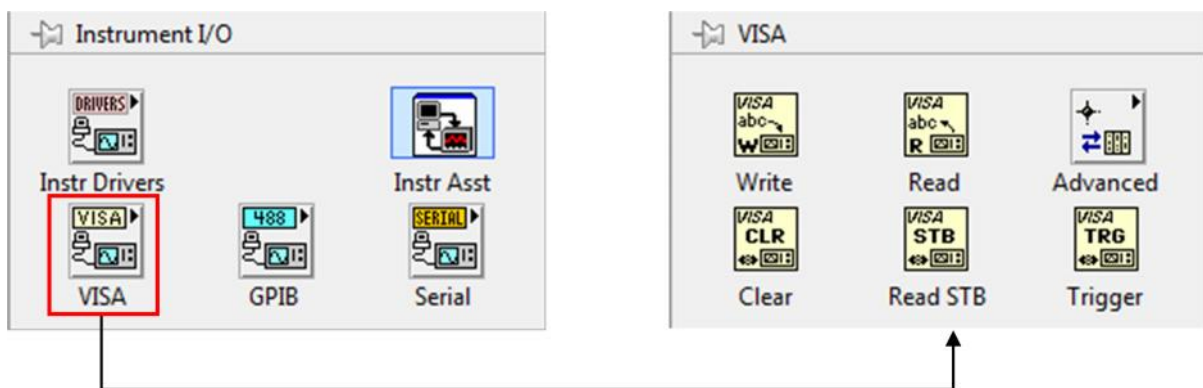 Instrument I/O
DRIVERS
Instr Drivers
Instr Asst
VISA
VISA
488
GPIB
SERIAL
Serial
VISA
VISA
abc
W
Write
VISA
abc
R
Read
Advanced
VISA
CLR
Clear
VISA
STB
Read STB
VISA
TRG
Trigger